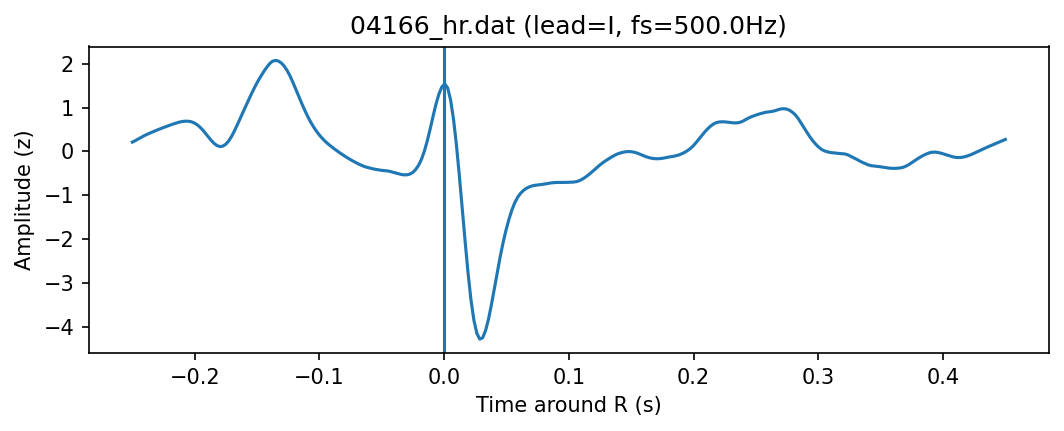 04166_hr.dat (lead=I, fs=500.0Hz)
Amplitude (z)
2
1
0
−1
−2
−3
−4
−0.2 −0.1 0.0 0.1 0.2 0.3 0.4
Time around R (s)